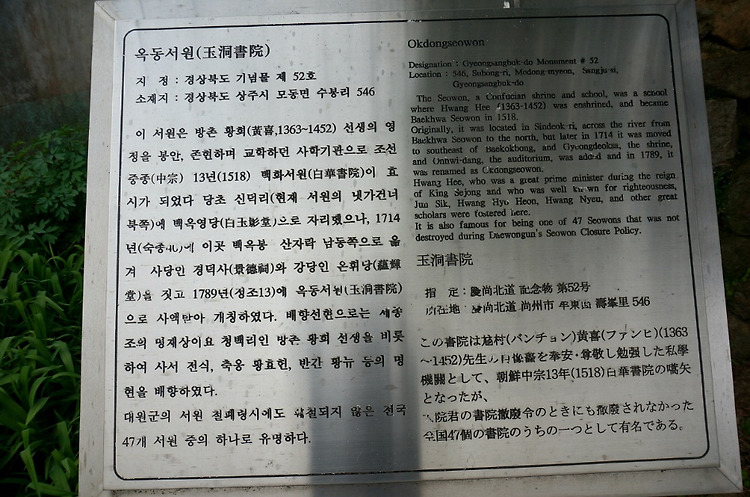 옥동서원(玉洞書院)
지 정 : 경상북도 기념물 제 52호
소재지 : 경상북도 상주시 모동면 수봉리 546
이 서원은 방촌 황희(黃喜,1363~1452) 선생의 영
정을 봉안, 존현하며 교학하던 사학기관으로 조선
중종(中宗) 13년(1518) 백화서원(白華書院)이 효
시가 되었다 당초 신덕리(현재 서원의 냇가건너
북쪽)에 백옥영당(白玉影堂)으로 자리했으나, 1714
년(숙종40)에 이곳 백옥봉 산자락 남동쪽으로 옮
겨 사당인 경덕사(景德祠)와 강당인 온휘당(蘊輝
堂)을 짓고 1789년(정조13)에 옥동서원(玉洞書院)
으로 사액받아 개칭하였다. 배향선현으로는 세종
조의 명재상이요 청백리인 방촌 황희 선생을 비롯
하여 사서 전식, 축옹 황효헌, 반간 황뉴 등의 명
현을 배향하였다.
대원군의 서원 철폐령시에도 훼철되지 않은 전국
47개 서원 중의 하나로 유명하다.
Okdongseowon
Designation : Gyeongsangbuk-do Monument # 52
Location : 546, Subong-ri, Modong-myeon, Sangju-si,
Gyeongsangbuk-do
The Seowon, a Confucian shrine and school, was a school
where Hwang Hee (1363-1452) was enshrined, and became
Baekhwa Seowon in 1518.
Originally, it was located in Sindeok-ri, across the river from
Baekhwa Seowon to the north, but later in 1714 it was moved
to southeast of Baekokbong, and Gyeongdeoksa, the shrine,
and Onhwi-dang, the auditorium, was added and in 1789, it
was renamed as Okdongseowon.
Hwang Hee, who was a great prime minister during the reign
of King Sejong and who was well known for righteousness,
Jun Sik, Hwang Hyo Heon, Hwang Nyeu, and other great
scholars were fostered here.
It is also famous for being one of 47 Seowons that was not
destroyed during Daewongun's Seowon Closure Policy.
玉洞書院
指 定 : 慶尚北道 記念物 第52号
所在地 : 慶尚北道 尚州市 牟東面 壽峯里 546
この書院は尨村(バンチョン)黃喜(ファンヒ)(1363
~1452)先生の肖像畵を奉安·尊敬し勉強した私學
機關として、朝鮮中宗13年(1518)白華書院の嚆矢
となったが、
大院君の書院撤廢令のときにも撤廢されなかった
全国47個の書院のうちの一つとして有名である。